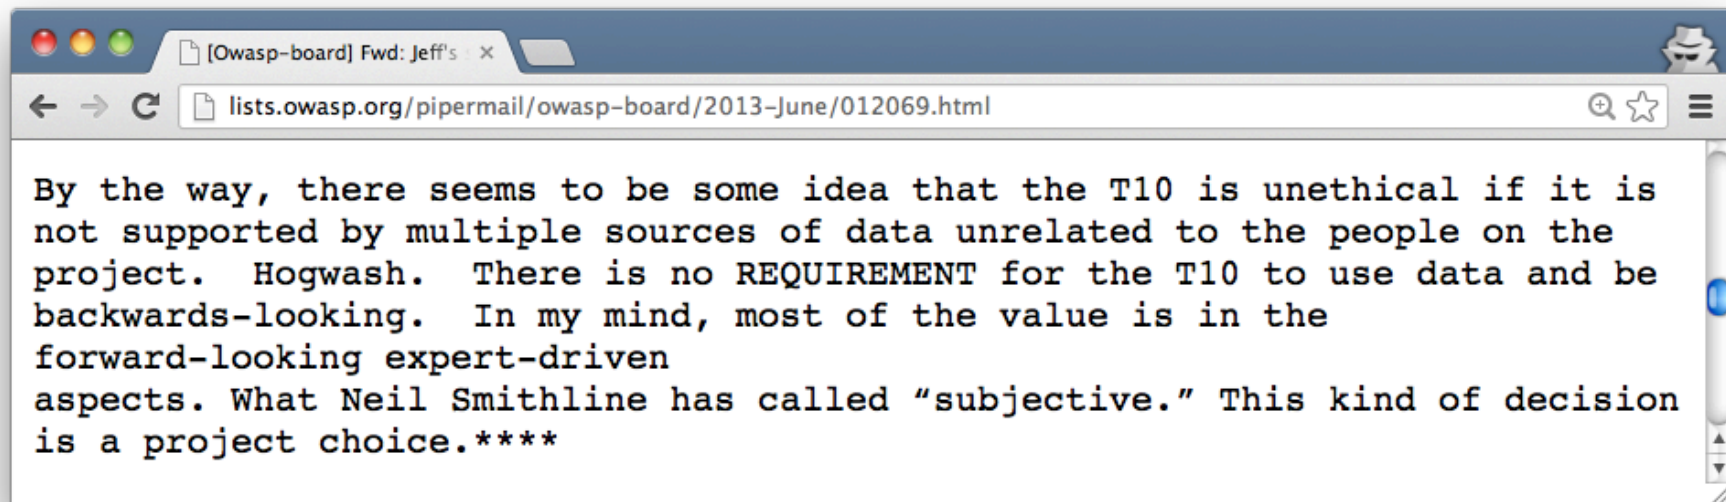 [Owasp-board] Fwd: Jeff's
lists.owasp.org/pipermail/owasp-board/2013-June/012069.html
By the way, there seems to be some idea that the T10 is unethical if it is
not supported by multiple sources of data unrelated to the people on the
project.  Hogwash.  There is no REQUIREMENT for the T10 to use data and be
backwards-looking.  In my mind, most of the value is in the
forward-looking expert-driven
aspects. What Neil Smithline has called “subjective.” This kind of decision
is a project choice.****